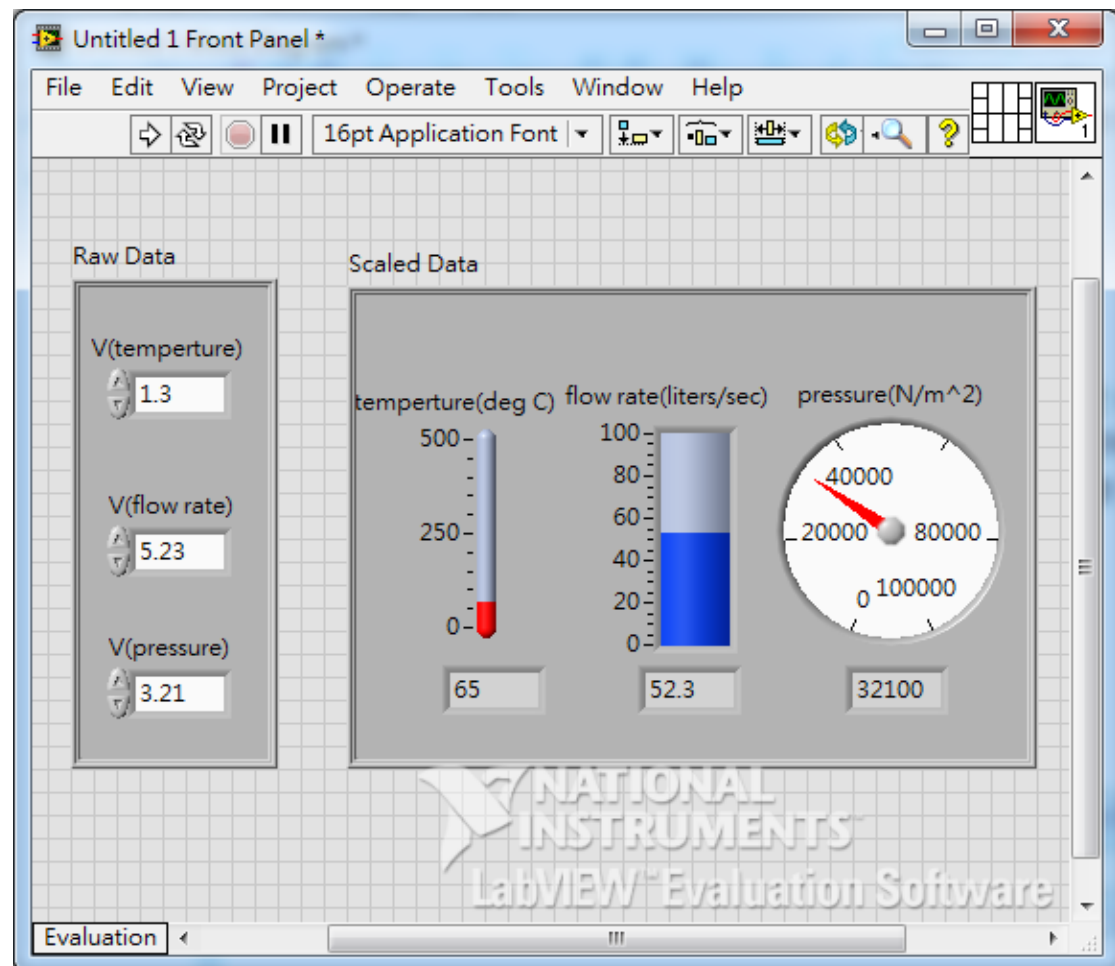 Untitled 1 Front Panel *
File Edit View Project Operate Tools Window Help
16pt Application Font
1
Raw Data
V(temperture)
1.3
V(flow rate)
5.23
V(pressure)
3.21
Scaled Data
temperture(deg C)
500
250
0
65
flow rate(liters/sec)
100
80
60
40
20
0
52.3
pressure(N/m^2)
40000
20000 80000
0 100000
32100
NATIONAL
INSTRUMENTS
LabVIEW™ Evaluation Software
Evaluation